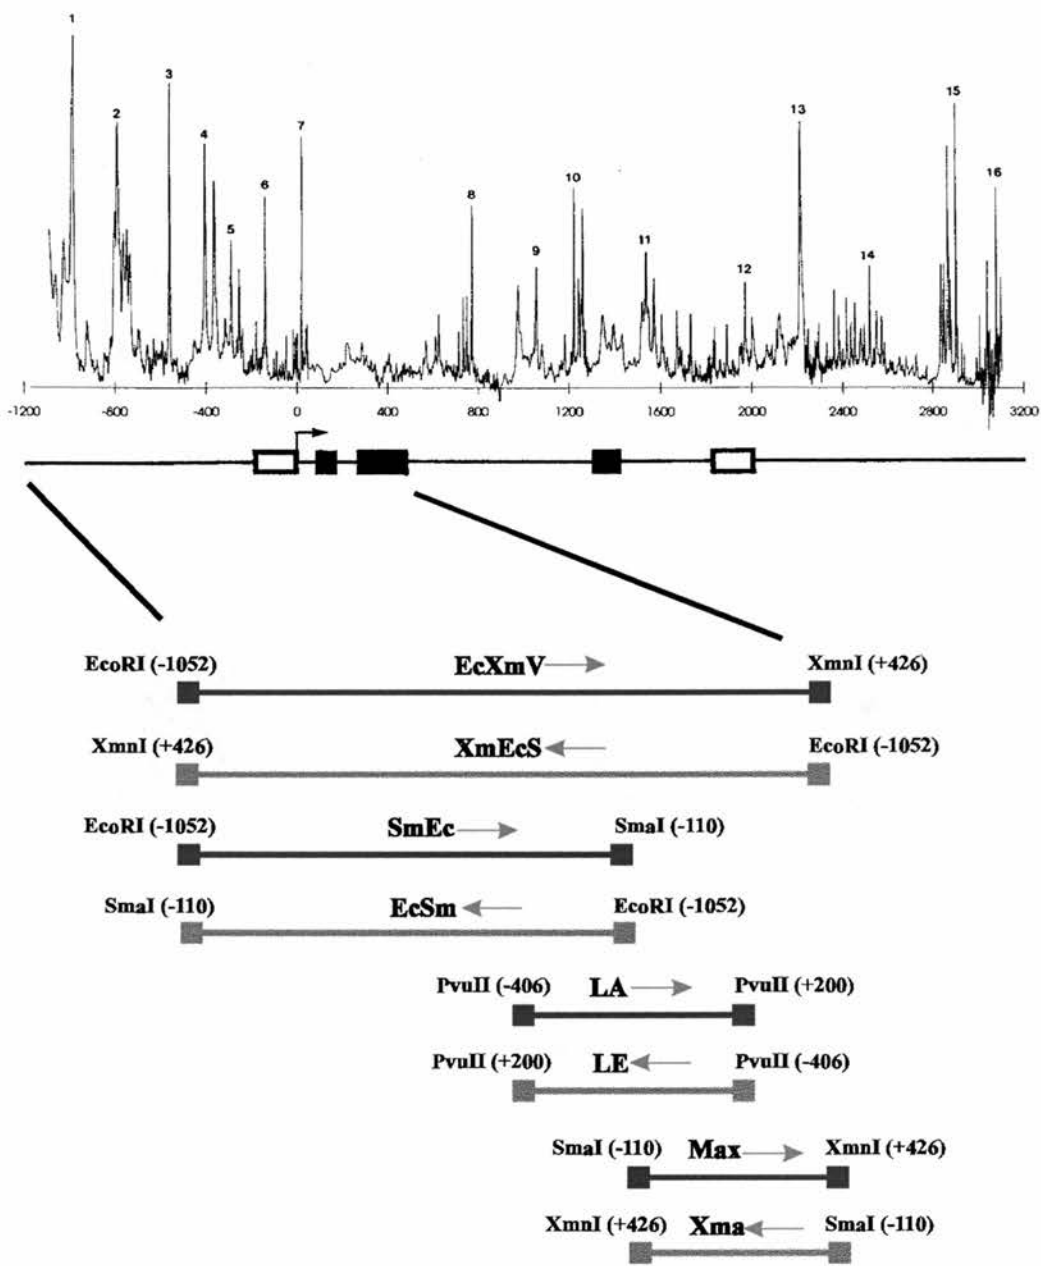 1
2
3
4
5
6
7
8
9
10
11
12
13
14
15
16
-1200 -800 -400 0 400 800 1200 1600 2000 2400 2800 3200
EcoRI (-1052) EcXmV XmnI (+426)
XmnI (+426) XmEcS EcoRI (-1052)
EcoRI (-1052) SmEc SmaI (-110)
SmaI (-110) EcSm EcoRI (-1052)
PvuII (-406) LA PvuII (+200)
PvuII (+200) LE PvuII (-406)
SmaI (-110) Max XmnI (+426)
XmnI (+426) Xma SmaI (-110)